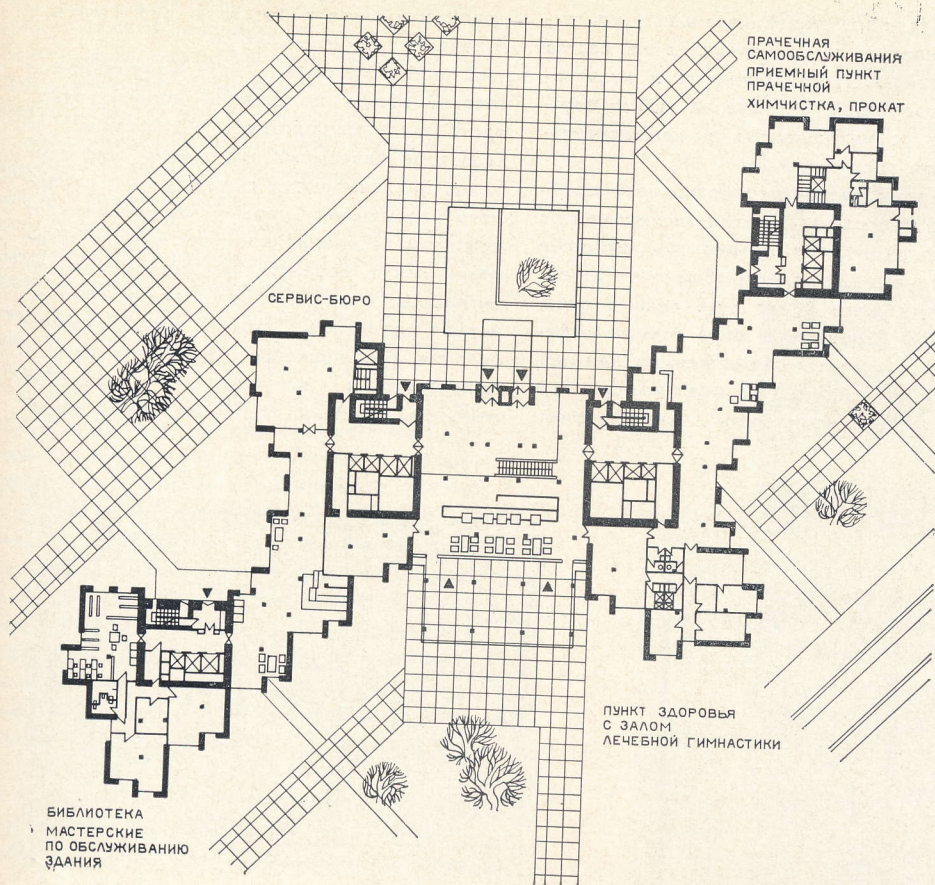 ПРАЧЕЧНАЯ
САМООБСЛУЖИВАНИЯ
ПРИЕМНЫЙ ПУНКТ
ПРАЧЕЧНОЙ
ХИМЧИСТКА, ПРОКАТ
СЕРВИС-БЮРО
ПУНКТ ЗДОРОВЬЯ
С ЗАЛОМ
ЛЕЧЕБНОЙ ГИМНАСТИКИ
БИБЛИОТЕКА
МАСТЕРСКИЕ
ПО ОБСЛУЖИВАНИЮ
ЗДАНИЯ